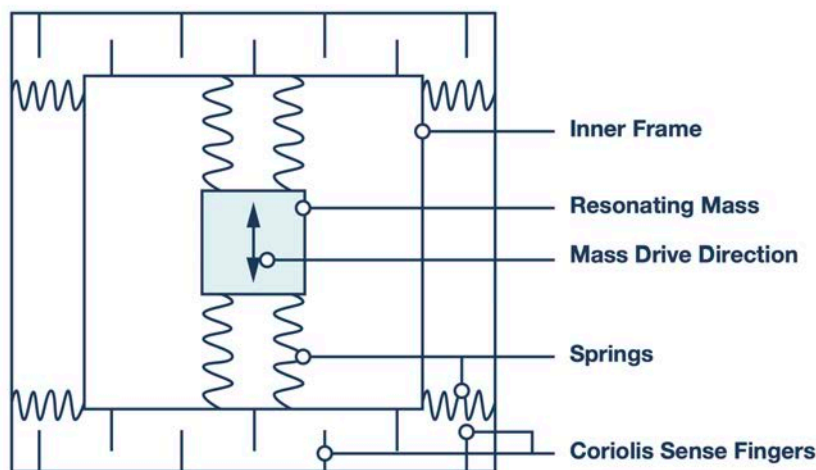 Inner Frame
Resonating Mass
Mass Drive Direction
Springs
Coriolis Sense Fingers